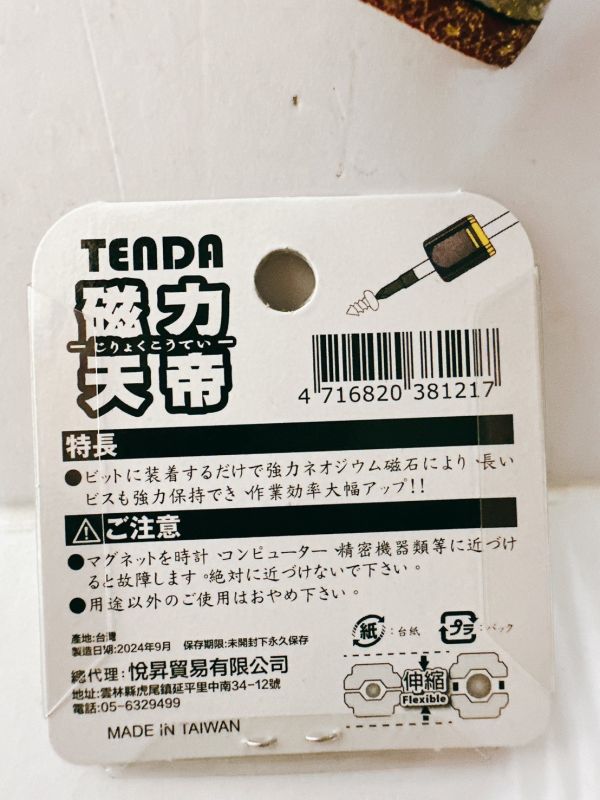 TENDA
磁力
ごりょくこうてい
天帝
4 716820 381217
特長
●ビットに装着するだけで強力ネオジウム磁石により、長い
ビスも強力保持でき、作業効率大幅アップ!!
⚠ご注意
●マグネットを時計、コンピューター、精密機器類等に近づけ
ると故障します。絶対に近づけないで下さい。
●用途以外のご使用はおやめ下さい。
紙:台紙 プラ:パック
產地:台灣
製造日期:2024年9月 保存期限:未開封下永久保存
總代理:悅昇貿易有限公司
地址:雲林縣虎尾鎮延平里中南34-12號
電話:05-6329499
伸縮
Flexible
MADE IN TAIWAN